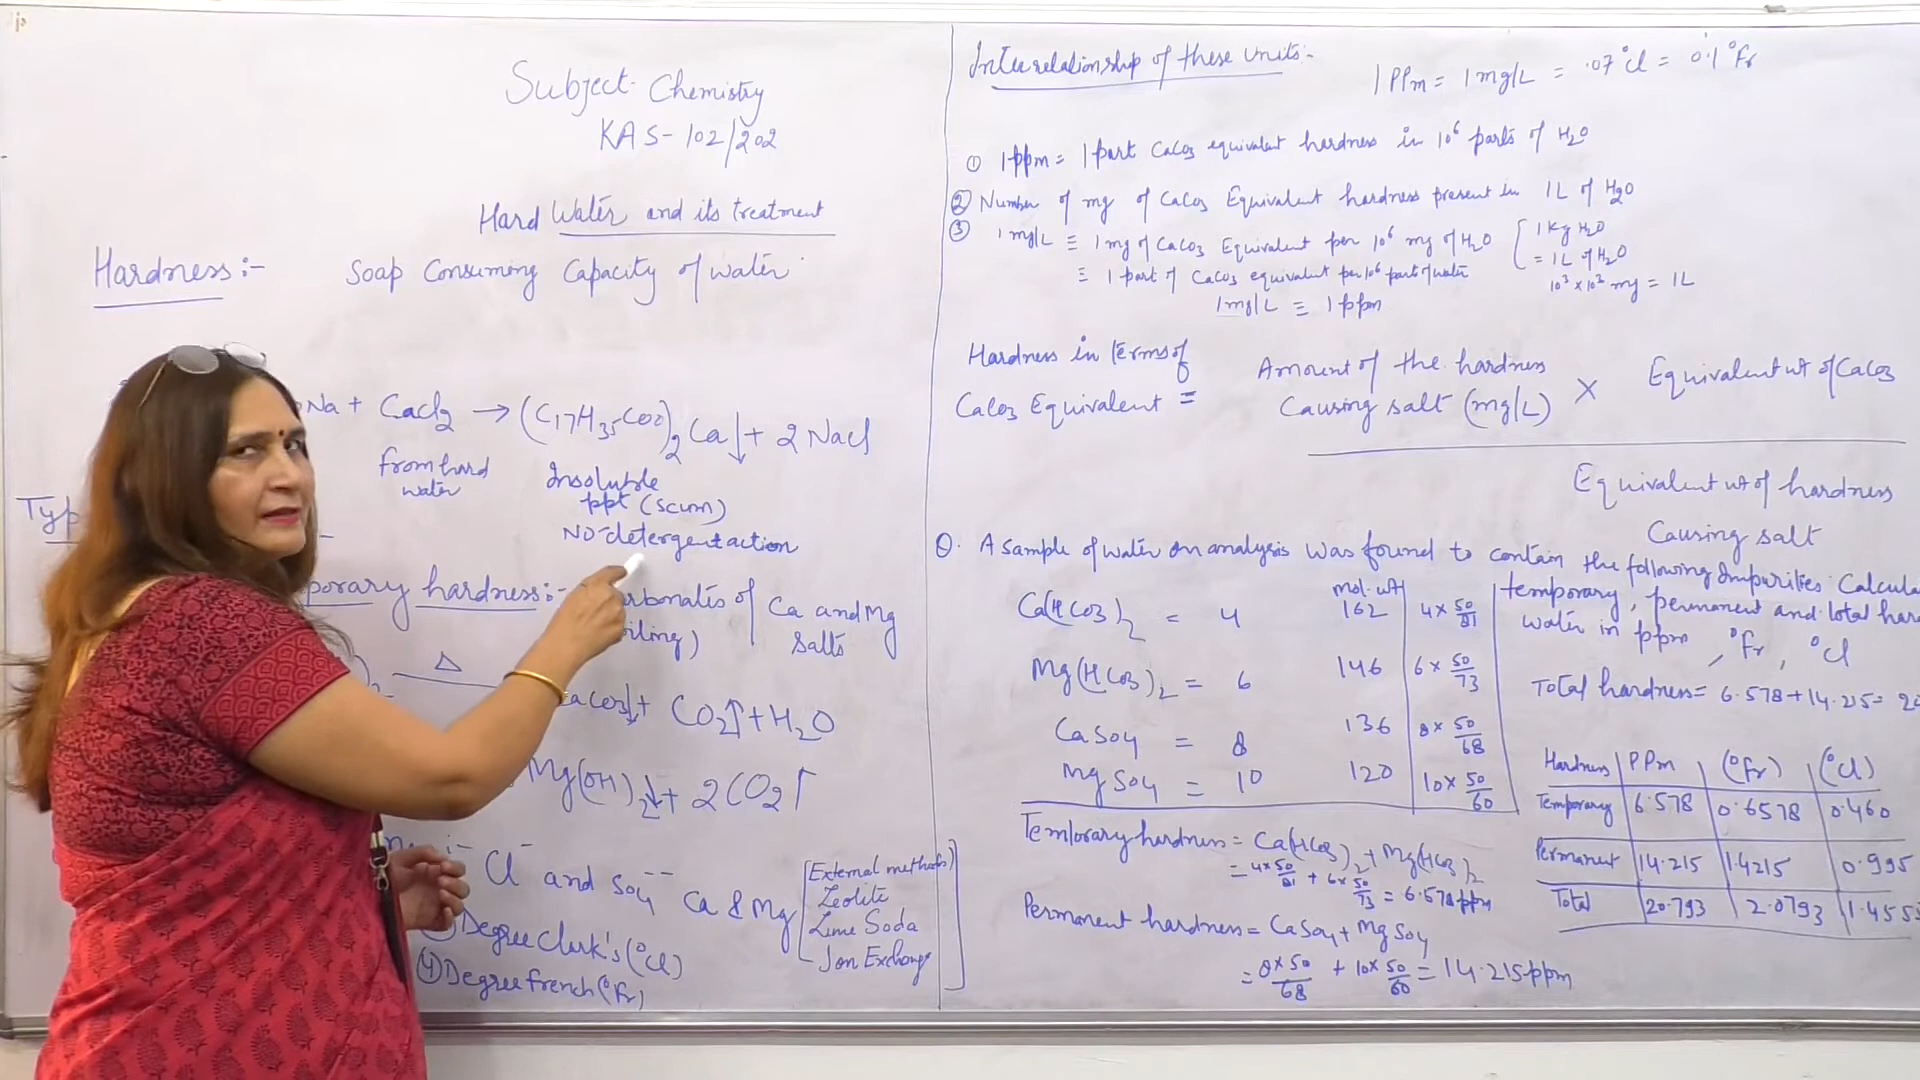 Subject- Chemistry
KAS-102/202
Hard Water and its treatment
Hardness:- Soap Consuming Capacity of water
Na + CaCl2 → (C17H35COO)2 Ca↓ + 2 NaCl
from hard
water
Insoluble
ppt (scum)
NO-detergent action
Typ
porary hardness:- rbonates of Ca and Mg
iling) Salts
Δ
CaCO3↓ + CO2↑ + H2O
Mg(OH)2↓ + 2CO2↑
Cl- and SO4-- Ca & Mg
[External methods]
Zeolite
Lime Soda
Ion Exchange
Degree Clark's (°Cl)
(4) Degree French (°Fr)
Interrelationship of these units:-
1 PPm = 1 mg/L = .07°Cl = 0.1°Fr
① 1ppm = 1 part CaCO3 equivalent hardness in 10⁶ parts of H2O
② Number of mg of CaCO3 Equivalent hardness present in 1L of H2O
③ 1 mg/L ≡ 1 mg of CaCO3 Equivalent per 10⁶ mg of H2O [1 Kg H2O
≡ 1 part of CaCO3 equivalent per 10⁶ part of water = 1L of H2O
1mg/L ≡ 1 ppm 10³ × 10³ mg = 1L
Hardness in terms of
CaCO3 Equivalent =
Amount of the hardness
Causing salt (mg/L) × Equivalent wt of CaCO3
Equivalent wt of hardness
Causing salt
Q. A sample of water on analysis was found to contain the following Impurities. Calcula
temporary, permanent and total har
water in ppm, °Fr, °Cl
mol. wt
Ca(HCO3)2 = 4 162 4 × 50/81
Mg(HCO3)2 = 6 146 6 × 50/73
CaSO4 = 8 136 8 × 50/68
MgSO4 = 10 120 10 × 50/60
Temporary hardness = Ca(HCO3)2 + Mg(HCO3)2
= 4×50/81 + 6×50/73 = 6.578ppm
Permanent hardness = CaSO4 + MgSO4
= 8×50/68 + 10×50/60 = 14.215ppm
Total hardness = 6.578 + 14.215 = 20
Hardness PPm (°Fr) (°Cl)
Temporary 6.578 0.6578 0.460
Permanent 14.215 1.4215 0.995
Total 20.793 2.0793 1.455